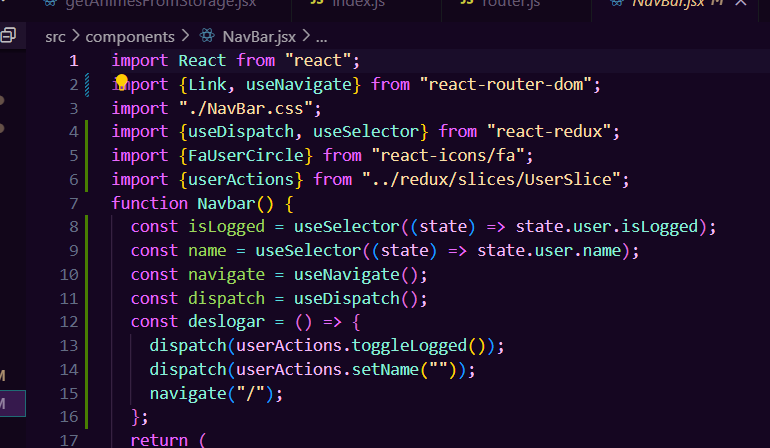 getAnimesFromStorage.jsx JS index.js JS router.js NavBar.jsx M
src > components > NavBar.jsx > ...
1 import React from "react";
2 import {Link, useNavigate} from "react-router-dom";
3 import "./NavBar.css";
4 import {useDispatch, useSelector} from "react-redux";
5 import {FaUserCircle} from "react-icons/fa";
6 import {userActions} from "../redux/slices/UserSlice";
7 function Navbar() {
8 const isLogged = useSelector((state) => state.user.isLogged);
9 const name = useSelector((state) => state.user.name);
10 const navigate = useNavigate();
11 const dispatch = useDispatch();
12 const deslogar = () => {
13 dispatch(userActions.toggleLogged());
14 dispatch(userActions.setName(""));
M 15 navigate("/");
M 16 };
17 return (